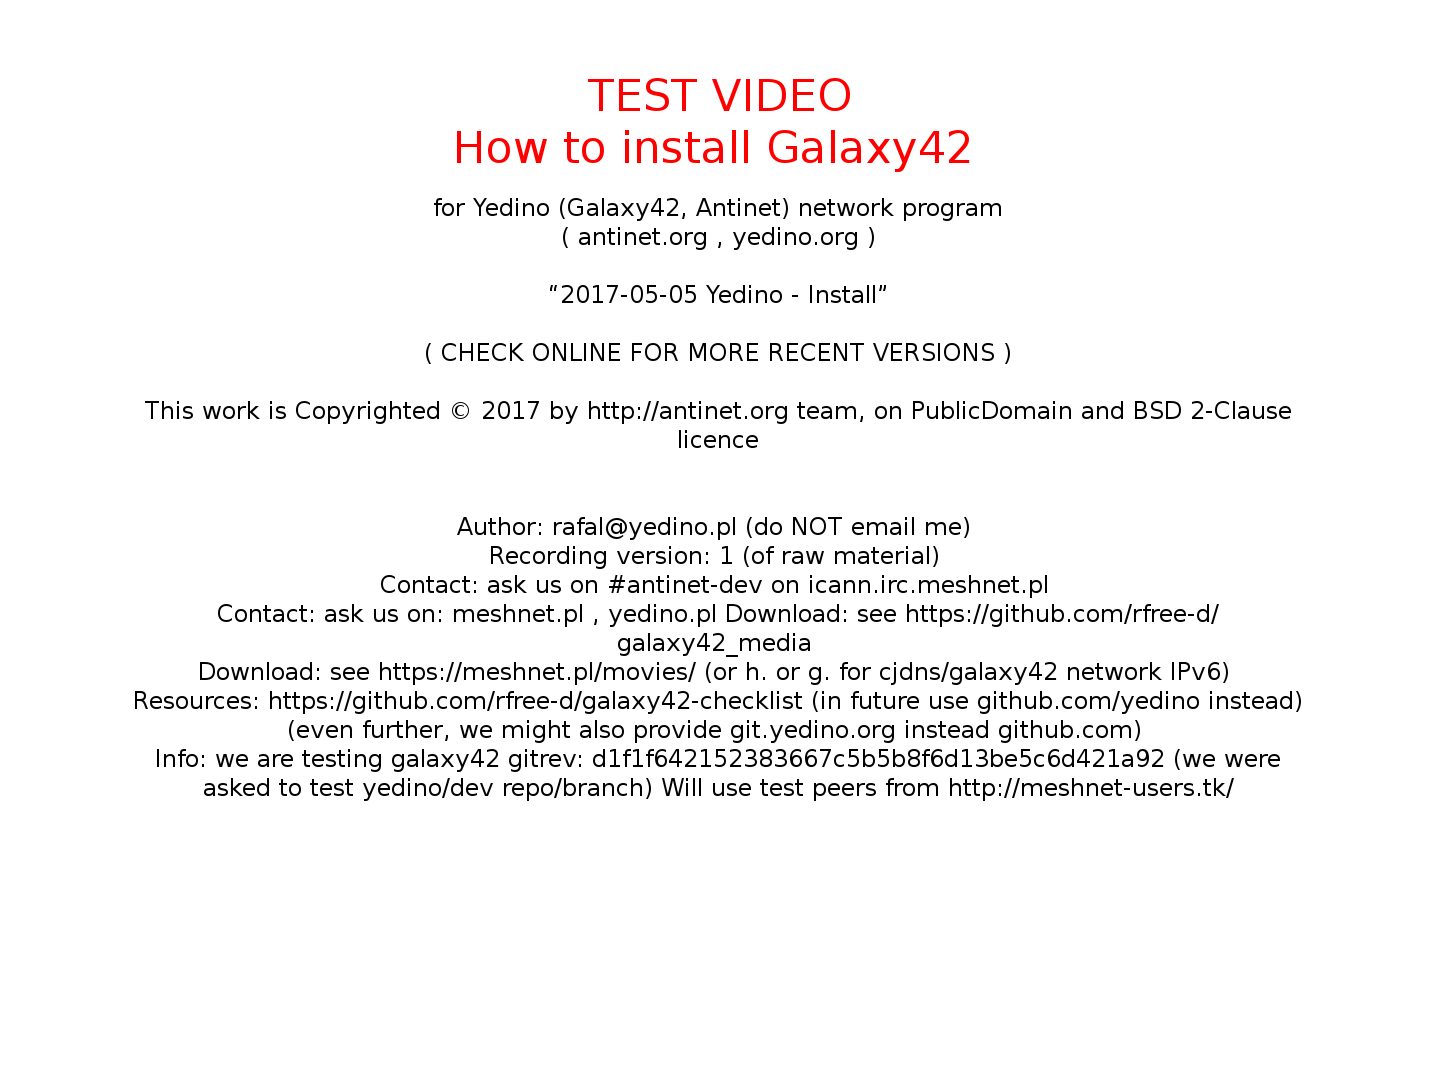 TEST VIDEO
How to install Galaxy42
for Yedino (Galaxy42, Antinet) network program
( antinet.org , yedino.org )
“2017-05-05 Yedino - Install”
( CHECK ONLINE FOR MORE RECENT VERSIONS )
This work is Copyrighted © 2017 by http://antinet.org team, on PublicDomain and BSD 2-Clause
licence
Author: rafal@yedino.pl (do NOT email me)
Recording version: 1 (of raw material)
Contact: ask us on #antinet-dev on icann.irc.meshnet.pl
Contact: ask us on: meshnet.pl , yedino.pl Download: see https://github.com/rfree-d/
galaxy42_media
Download: see https://meshnet.pl/movies/ (or h. or g. for cjdns/galaxy42 network IPv6)
Resources: https://github.com/rfree-d/galaxy42-checklist (in future use github.com/yedino instead)
(even further, we might also provide git.yedino.org instead github.com)
Info: we are testing galaxy42 gitrev: d1f1f642152383667c5b5b8f6d13be5c6d421a92 (we were
asked to test yedino/dev repo/branch) Will use test peers from http://meshnet-users.tk/